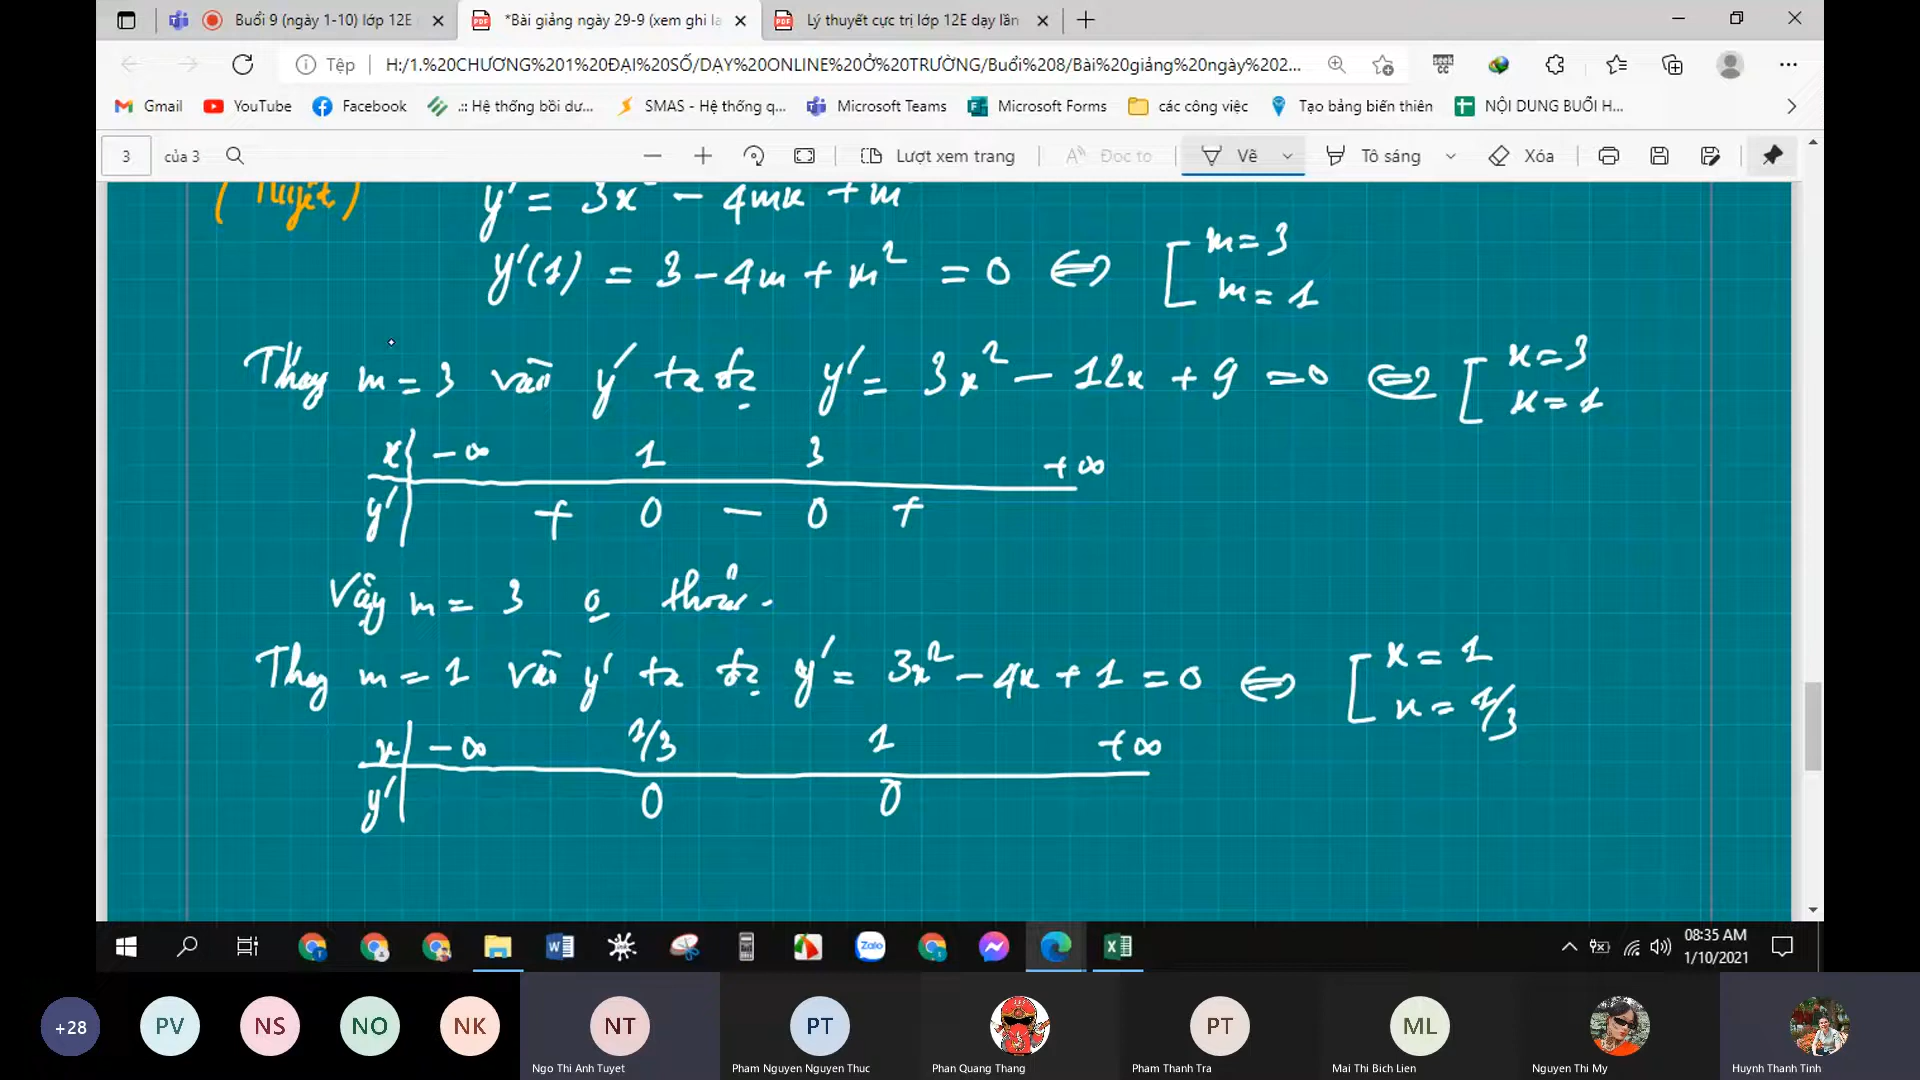 Buổi 9 (ngày 1-10) lớp 12E
*Bài giảng ngày 29-9 (xem ghi lạ
Lý thuyết cực trị lớp 12E dạy lần
Tệp
H:/1.%20CHƯƠNG%201%20ĐẠI%20SỐ/DẠY%20ONLINE%20Ở%20TRƯỜNG/Buổi%208/Bài%20giảng%20ngày%202...
Gmail
YouTube
Facebook
.:: Hệ thống bồi dư...
SMAS - Hệ thống q...
Microsoft Teams
Microsoft Forms
các công việc
Tạo bảng biến thiên
NỘI DUNG BUỔI H...
3
của 3
Lượt xem trang
Đọc to
Vẽ
Tô sáng
Xóa
(Tuyết)
y' = 3x² - 4mx + m²
y'(1) = 3 - 4m + m² = 0 ⇔ [ m = 3
m = 1
Thay m = 3 vào y' ta đc y' = 3x² - 12x + 9 = 0 ⇔ [ x = 3
x = 1
x | -∞ 1 3 +∞
y' | + 0 - 0 +
Vậy m = 3 o thỏa.
Thay m = 1 vào y' ta đc y' = 3x² - 4x + 1 = 0 ⇔ [ x = 1
x = 1/3
x | -∞ 1/3 1 +∞
y' | 0 0
Zalo
08:35 AM
1/10/2021
+28
PV
NS
NO
NK
NT
PT
PT
ML
Ngo Thi Anh Tuyet
Pham Nguyen Nguyen Thuc
Phan Quang Thang
Pham Thanh Tra
Mai Thi Bich Lien
Nguyen Thi My
Huynh Thanh Tinh